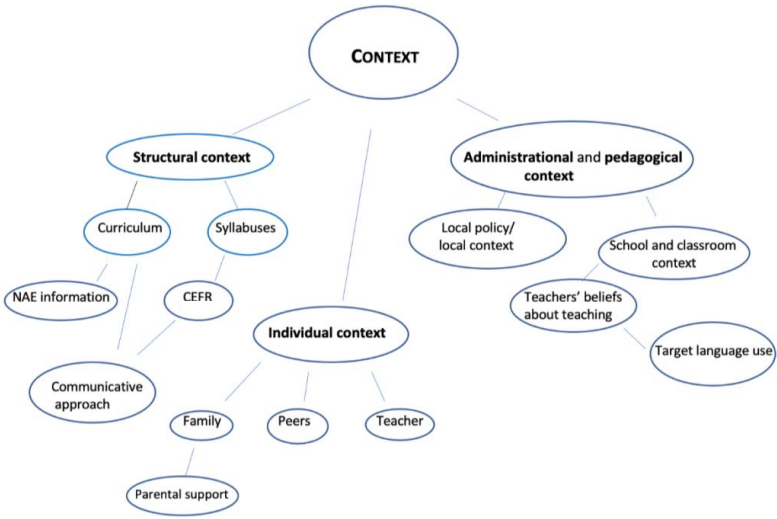 CONTEXT
Structural context
Administrational and pedagogical
context
Curriculum
Syllabuses
Local policy/
local context
School and classroom
context
NAE information
CEFR
Teachers' beliefs
about teaching
Individual context
Target language use
Communicative
approach
Family
Peers
Teacher
Parental support